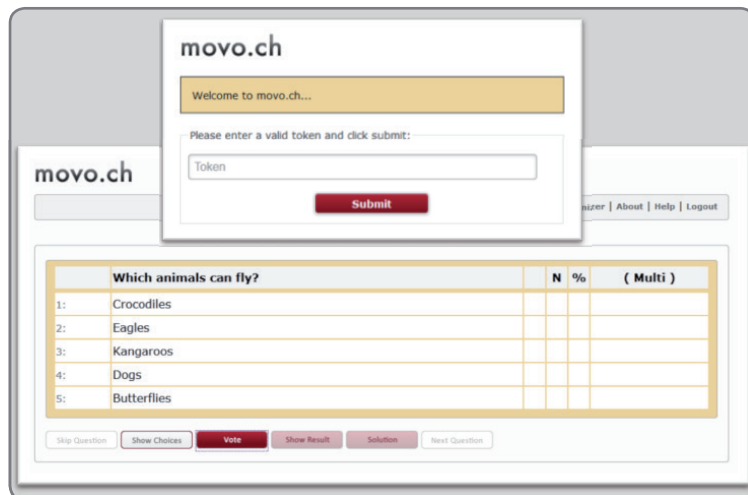 movo.ch
Welcome to movo.ch...
Please enter a valid token and click submit:
Token
Submit
movo.ch
nizer | About | Help | Logout
Which animals can fly? N % ( Multi )
1: Crocodiles
2: Eagles
3: Kangaroos
4: Dogs
5: Butterflies
Skip Question Show Choices Vote Show Result Solution Next Question